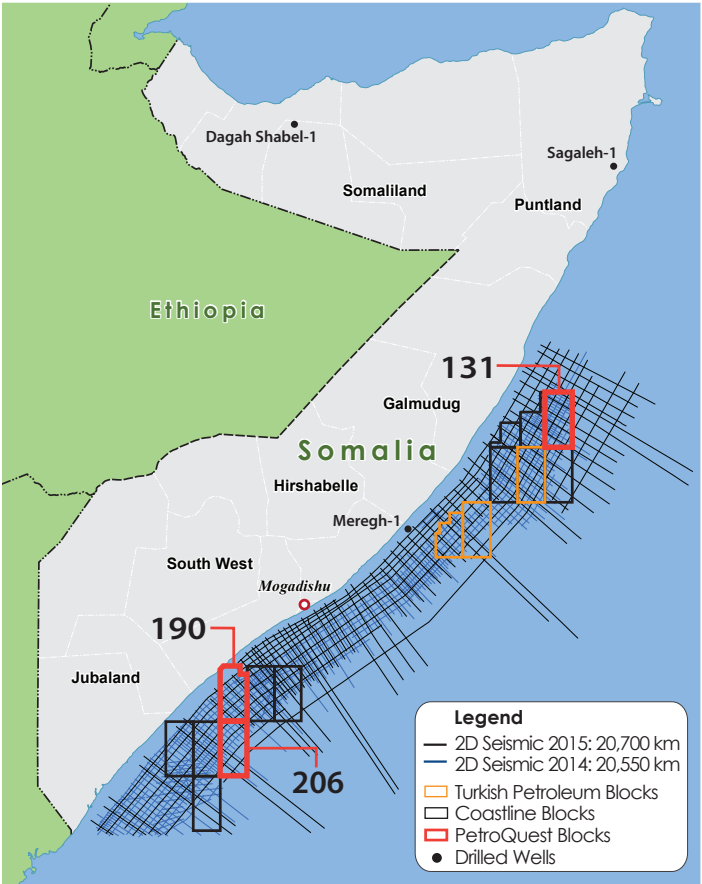 Dagah Shabel-1
Sagaleh-1
Somaliland
Puntland
Ethiopia
131
Galmudug
Somalia
Hirshabelle
Meregh-1
South West
Mogadishu
190
Jubaland
206
Legend
2D Seismic 2015: 20,700 km
2D Seismic 2014: 20,550 km
Turkish Petroleum Blocks
Coastline Blocks
PetroQuest Blocks
Drilled Wells